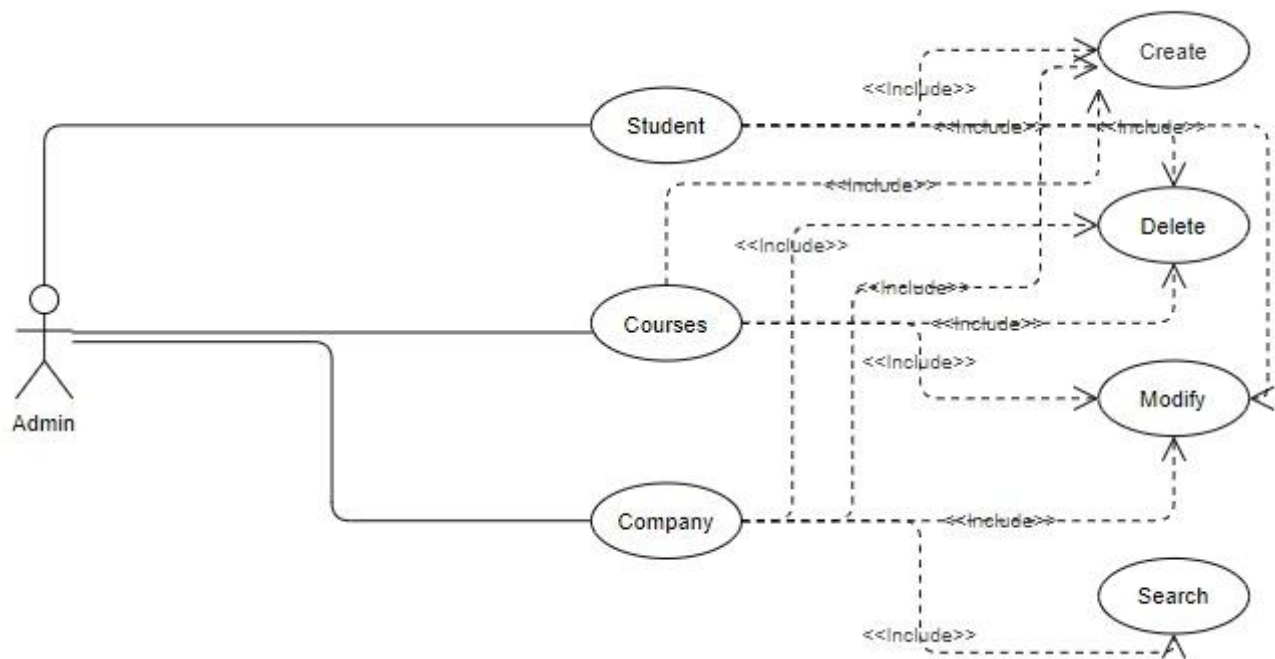 Create
<<Include>>
Student
<<Include>>
<<Include>>
<<Include>>
Delete
<<Include>>
<<Include>>
Courses
<<Include>>
<<Include>>
Modify
Admin
Company
<<Include>>
Search
<<Include>>